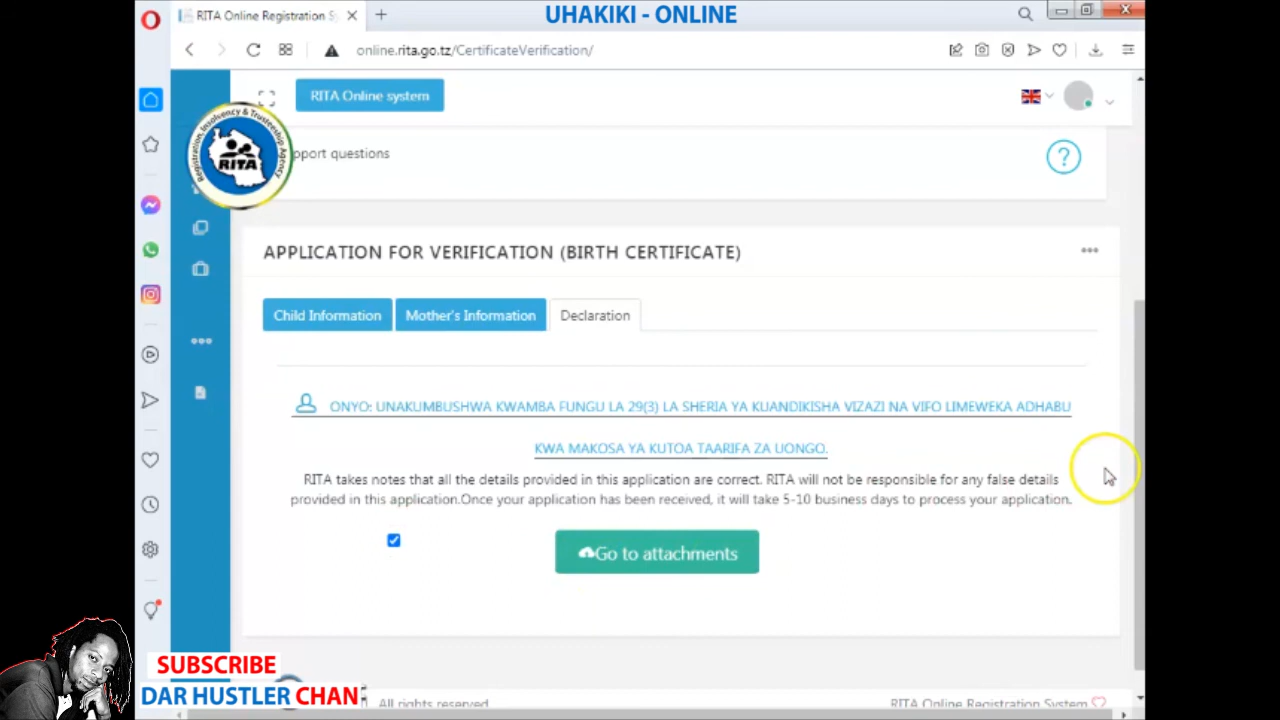 UHAKIKI - ONLINE
RITA Online Registration S
online.rita.go.tz/CertificateVerification/
RITA Online system
Registration, Insolvency & Trusteeship Agency
RITA
pport questions
?
APPLICATION FOR VERIFICATION (BIRTH CERTIFICATE)
Child Information
Mother's Information
Declaration
ONYO: UNAKUMBUSHWA KWAMBA FUNGU LA 29(3) LA SHERIA YA KUANDIKISHA VIZAZI NA VIFO LIMEWEKA ADHABU
KWA MAKOSA YA KUTOA TAARIFA ZA UONGO.
RITA takes notes that all the details provided in this application are correct. RITA will not be responsible for any false details
provided in this application.Once your application has been received, it will take 5-10 business days to process your application.
Go to attachments
SUBSCRIBE
DAR HUSTLER CHAN
All rights reserved
RITA Online Registration System